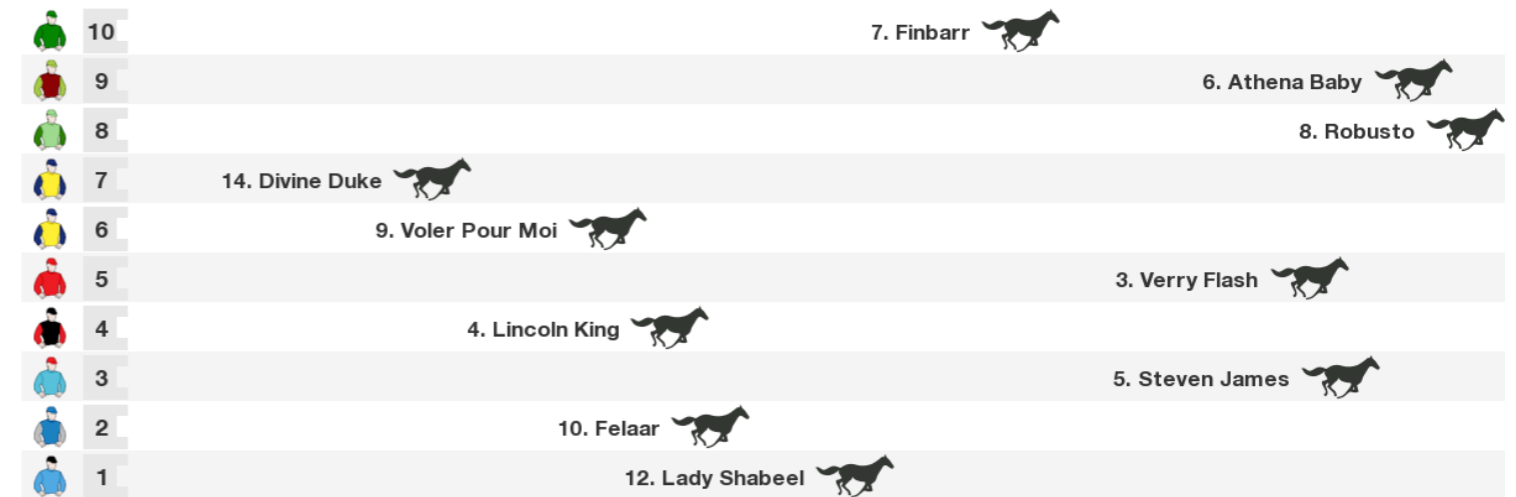 10 7. Finbarr
9 6. Athena Baby
8 8. Robusto
7 14. Divine Duke
6 9. Voler Pour Moi
5 3. Verry Flash
4 4. Lincoln King
3 5. Steven James
2 10. Felaar
1 12. Lady Shabeel